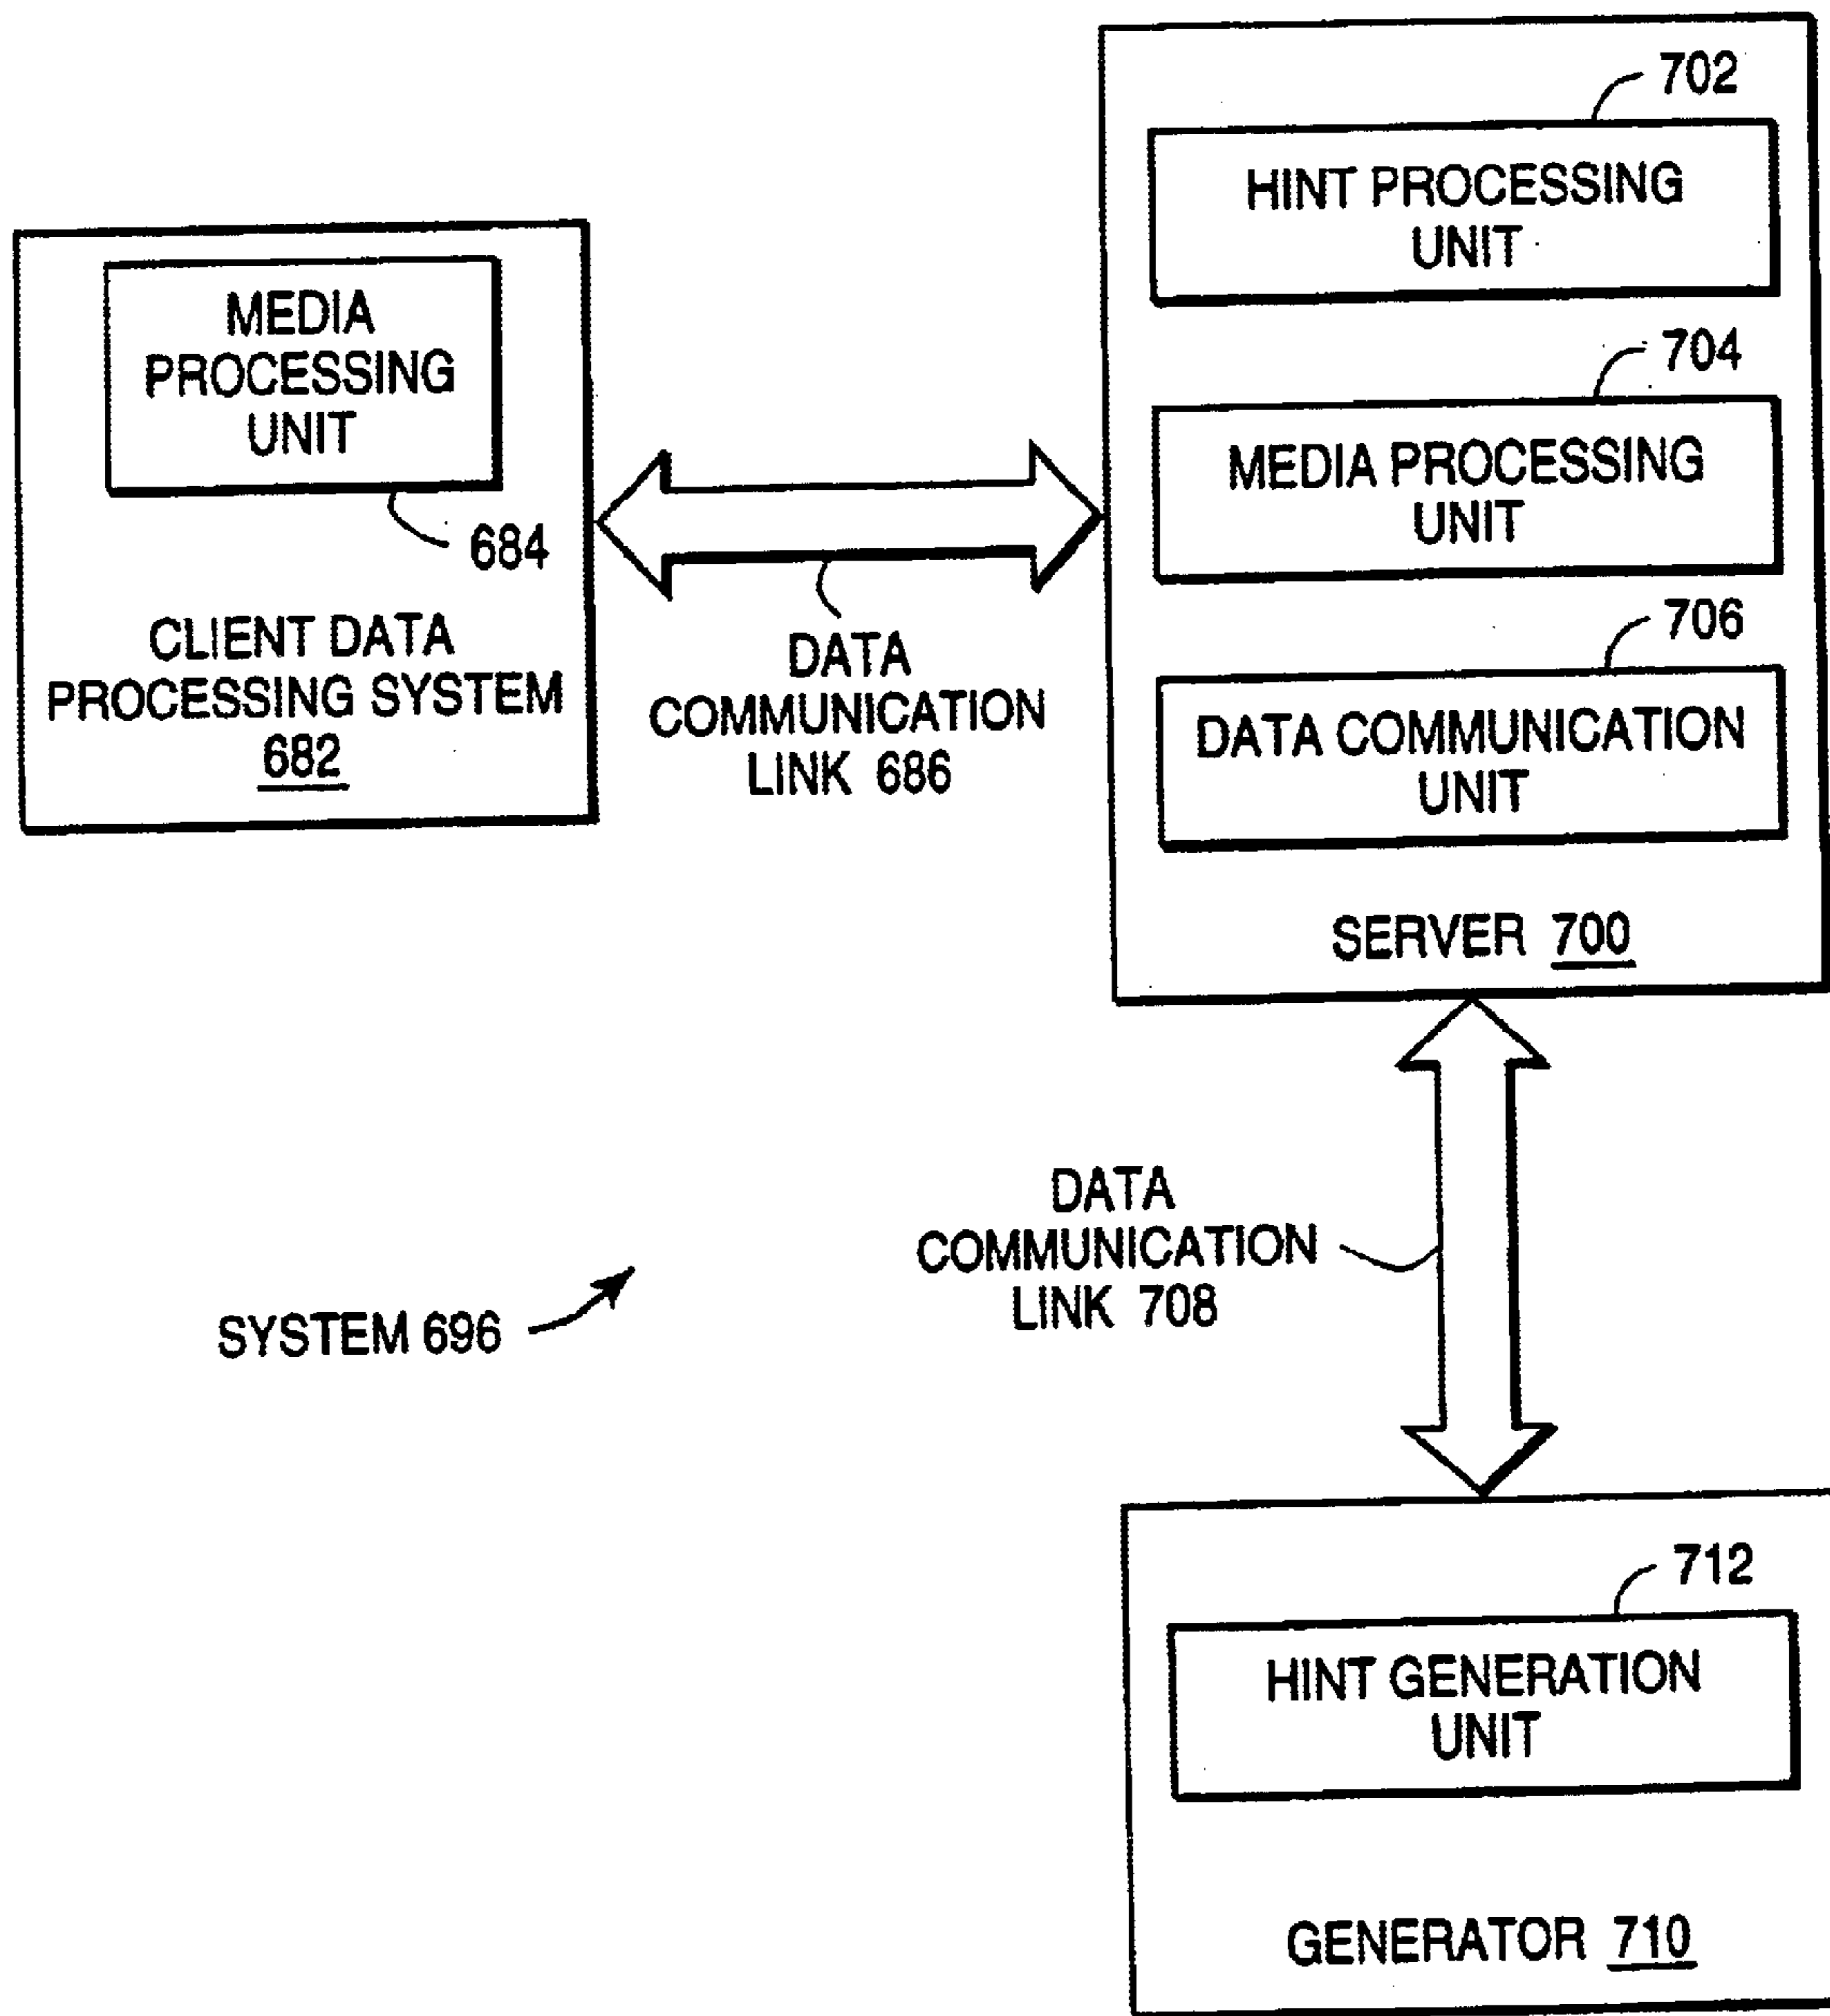 702
HINT PROCESSING
UNIT
704
MEDIA PROCESSING
UNIT
706
DATA COMMUNICATION
UNIT
SERVER 700
MEDIA
PROCESSING
UNIT
684
CLIENT DATA
PROCESSING SYSTEM
682
DATA
COMMUNICATION
LINK 686
DATA
COMMUNICATION
LINK 708
SYSTEM 696
712
HINT GENERATION
UNIT
GENERATOR 710